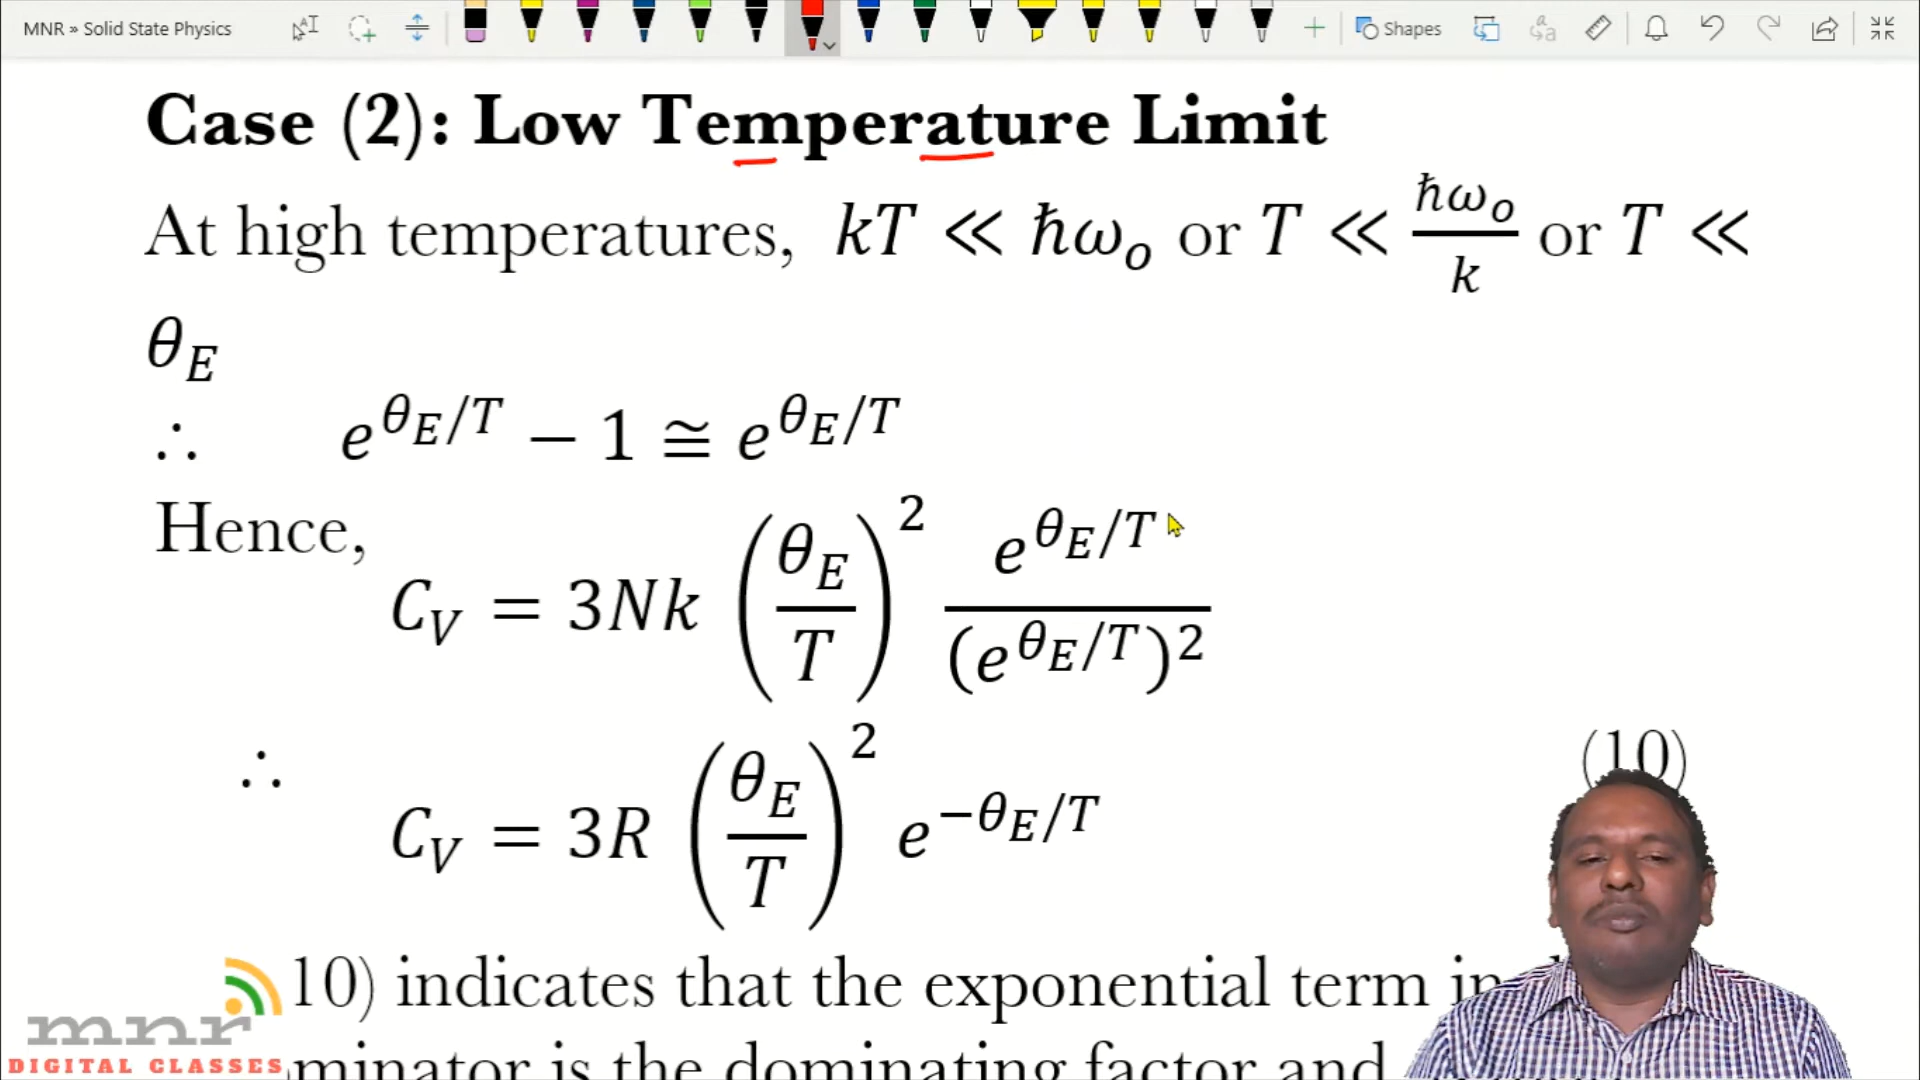 MNR » Solid State Physics
Shapes
Case (2): Low Temperature Limit
At high temperatures, kT ≪ ℏω₀ or T ≪ ℏω₀/k or T ≪
θ_E
∴ e^{θ_E/T} − 1 ≅ e^{θ_E/T}
Hence,
C_V = 3Nk (θ_E/T)² e^{θ_E/T}/(e^{θ_E/T})²
(10)
∴ C_V = 3R (θ_E/T)² e^{−θ_E/T}
10) indicates that the exponential term in
minator is the dominating factor and
mnr
DIGITAL CLASSES